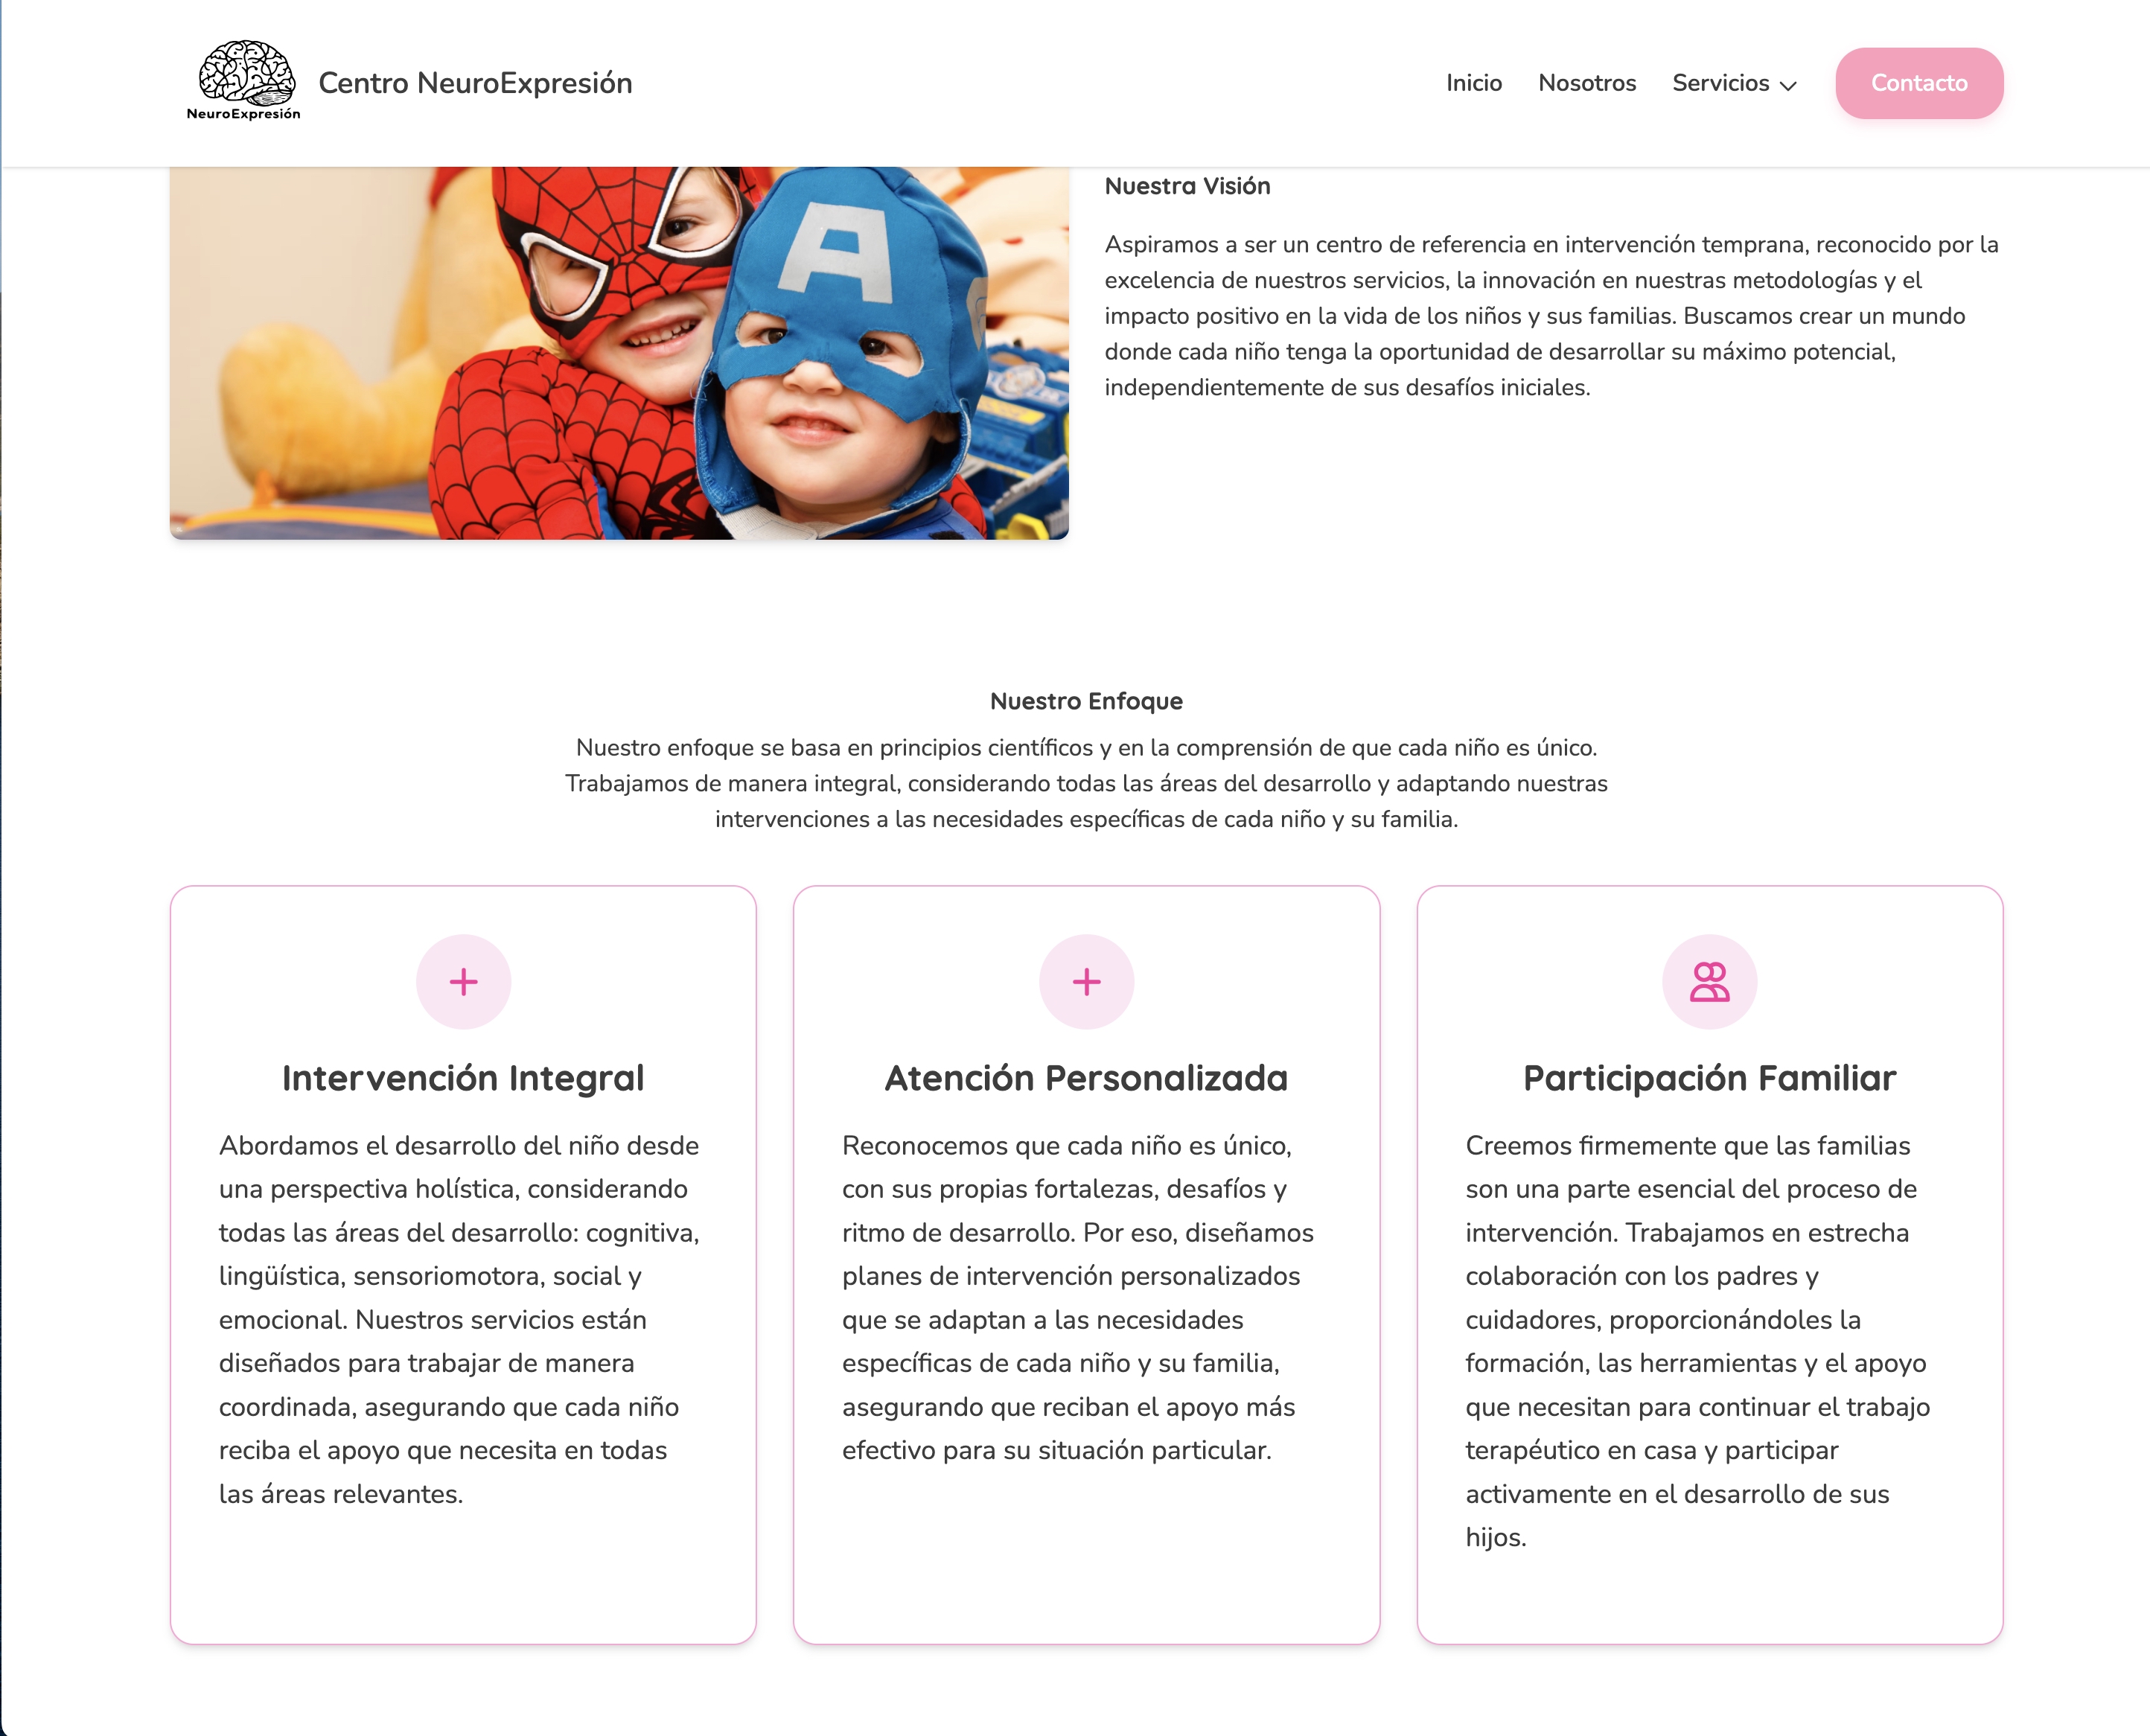 NeuroExpresión
Centro NeuroExpresión
Inicio
Nosotros
Servicios
Contacto
A
Nuestra Visión
Aspiramos a ser un centro de referencia en intervención temprana, reconocido por la
excelencia de nuestros servicios, la innovación en nuestras metodologías y el
impacto positivo en la vida de los niños y sus familias. Buscamos crear un mundo
donde cada niño tenga la oportunidad de desarrollar su máximo potencial,
independientemente de sus desafíos iniciales.
Nuestro Enfoque
Nuestro enfoque se basa en principios científicos y en la comprensión de que cada niño es único.
Trabajamos de manera integral, considerando todas las áreas del desarrollo y adaptando nuestras
intervenciones a las necesidades específicas de cada niño y su familia.
Intervención Integral
Abordamos el desarrollo del niño desde
una perspectiva holística, considerando
todas las áreas del desarrollo: cognitiva,
lingüística, sensoriomotora, social y
emocional. Nuestros servicios están
diseñados para trabajar de manera
coordinada, asegurando que cada niño
reciba el apoyo que necesita en todas
las áreas relevantes.
Atención Personalizada
Reconocemos que cada niño es único,
con sus propias fortalezas, desafíos y
ritmo de desarrollo. Por eso, diseñamos
planes de intervención personalizados
que se adaptan a las necesidades
específicas de cada niño y su familia,
asegurando que reciban el apoyo más
efectivo para su situación particular.
Participación Familiar
Creemos firmemente que las familias
son una parte esencial del proceso de
intervención. Trabajamos en estrecha
colaboración con los padres y
cuidadores, proporcionándoles la
formación, las herramientas y el apoyo
que necesitan para continuar el trabajo
terapéutico en casa y participar
activamente en el desarrollo de sus
hijos.